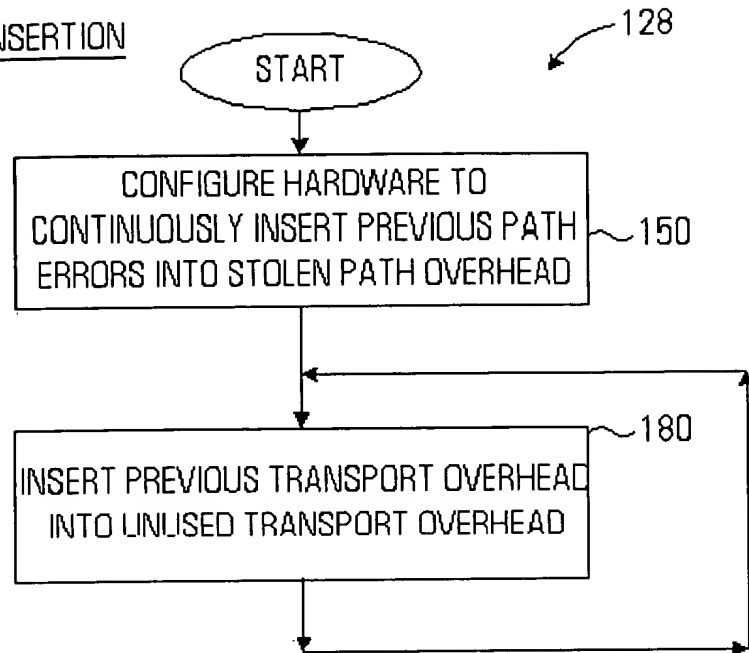 NSERTION
128
START
CONFIGURE HARDWARE TO
CONTINUOUSLY INSERT PREVIOUS PATH
ERRORS INTO STOLEN PATH OVERHEAD
150
180
INSERT PREVIOUS TRANSPORT OVERHEAD
INTO UNUSED TRANSPORT OVERHEAD